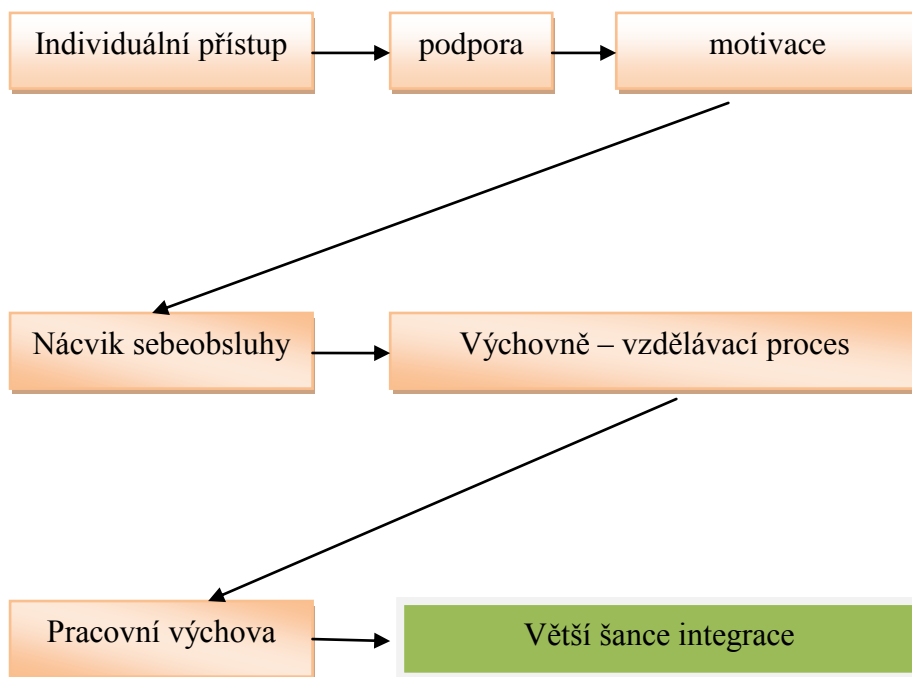 Individuální přístup
podpora
motivace
Nácvik sebeobsluhy
Výchovně – vzdělávací proces
Pracovní výchova
Větší šance integrace